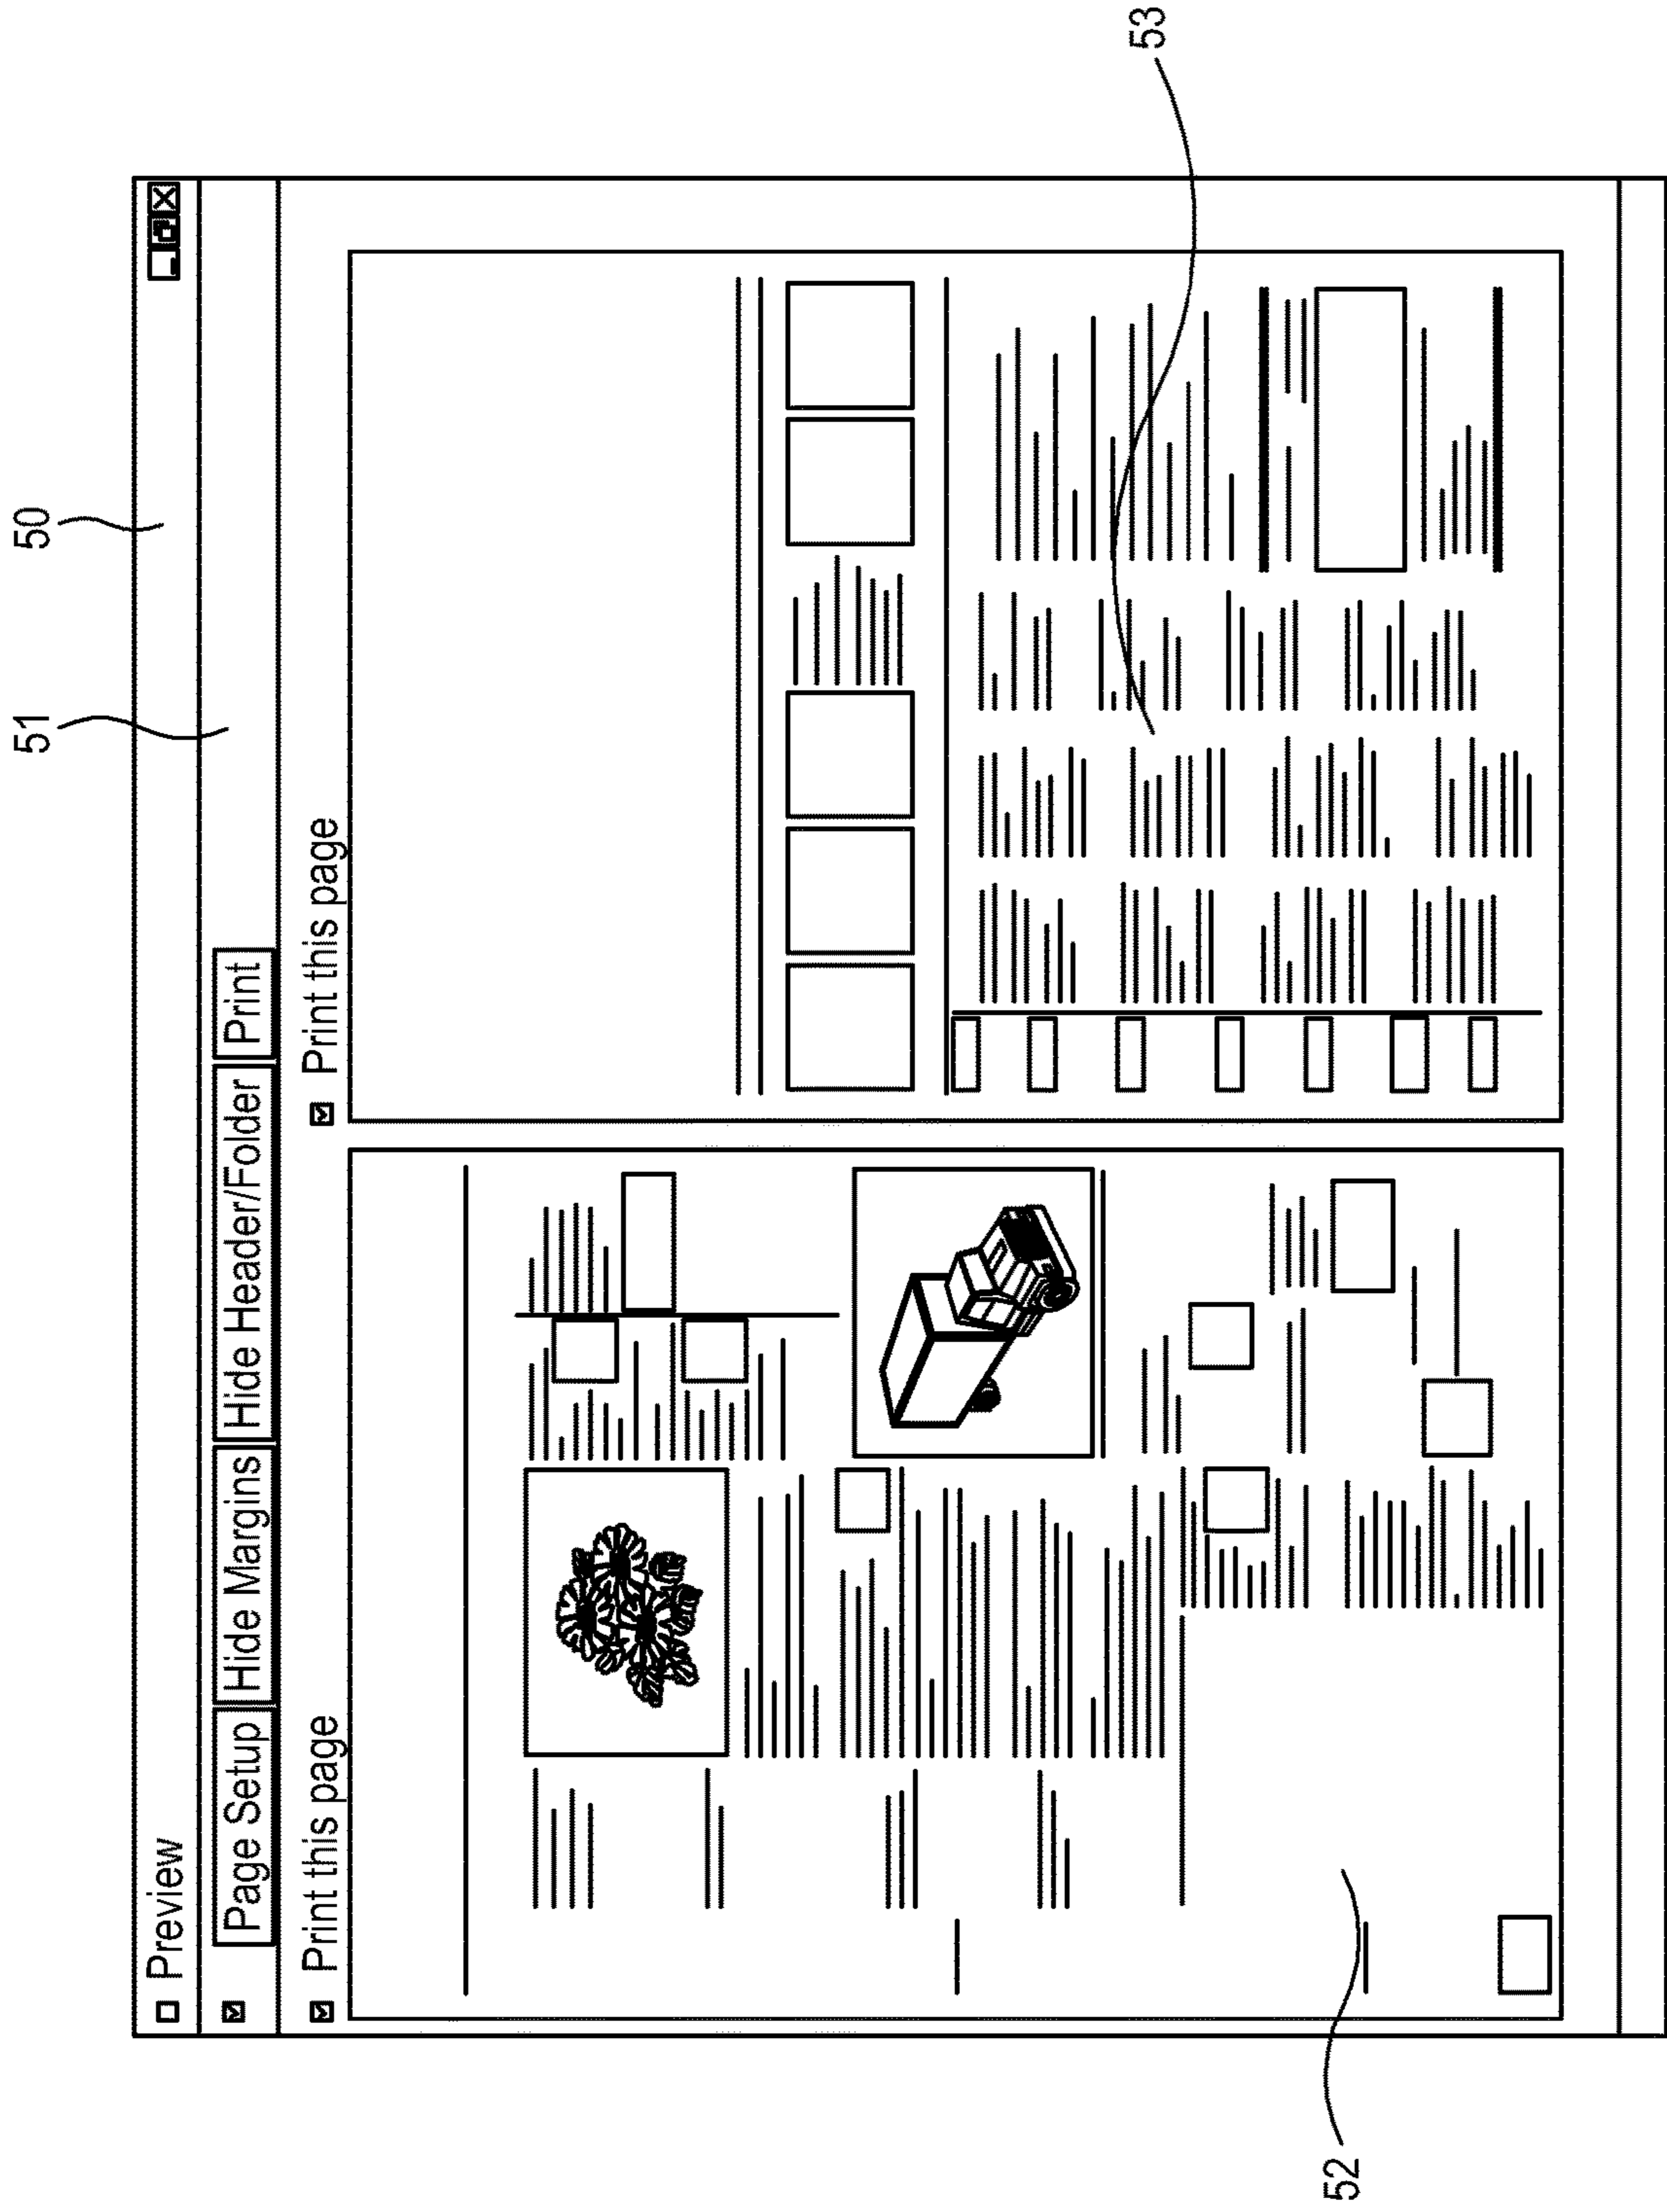 50
51
Preview
Page Setup Hide Margins Hide Header/Folder Print
Print this page
Print this page
52
53